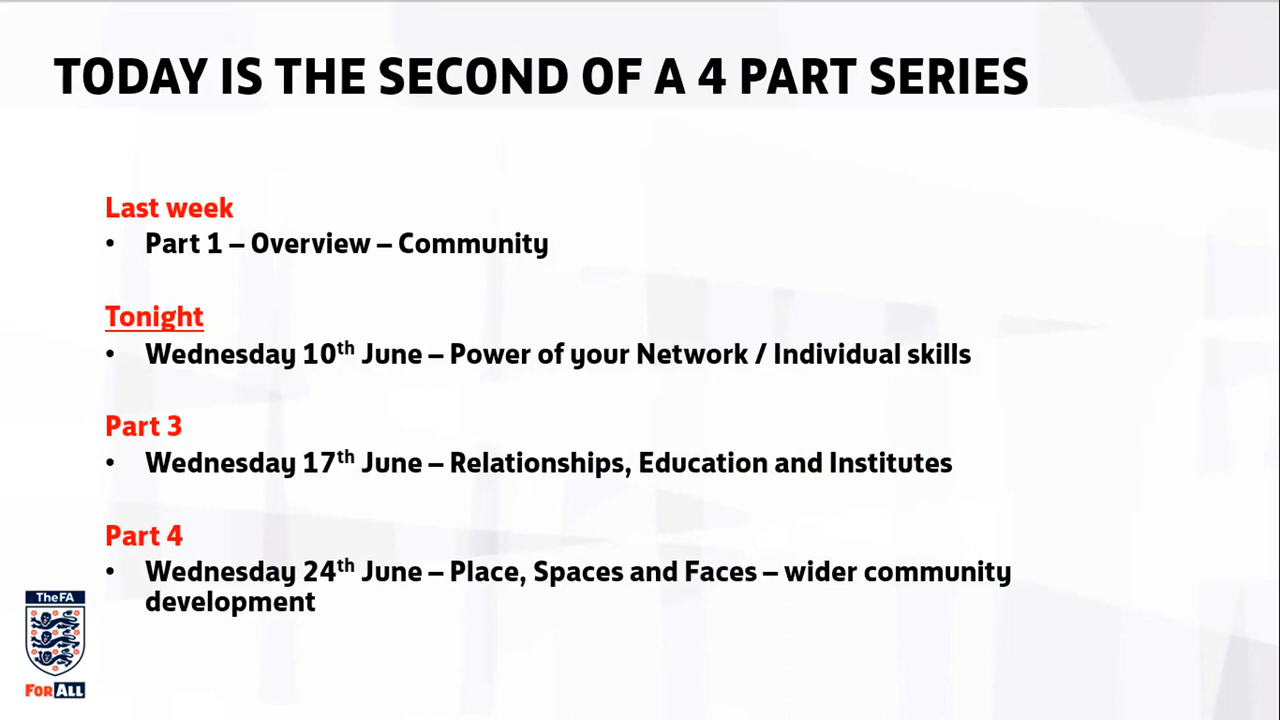 TODAY IS THE SECOND OF A 4 PART SERIES
Last week
• Part 1 – Overview – Community
Tonight
• Wednesday 10th June – Power of your Network / Individual skills
Part 3
• Wednesday 17th June – Relationships, Education and Institutes
Part 4
• Wednesday 24th June – Place, Spaces and Faces – wider community
development
The FA
FOR ALL